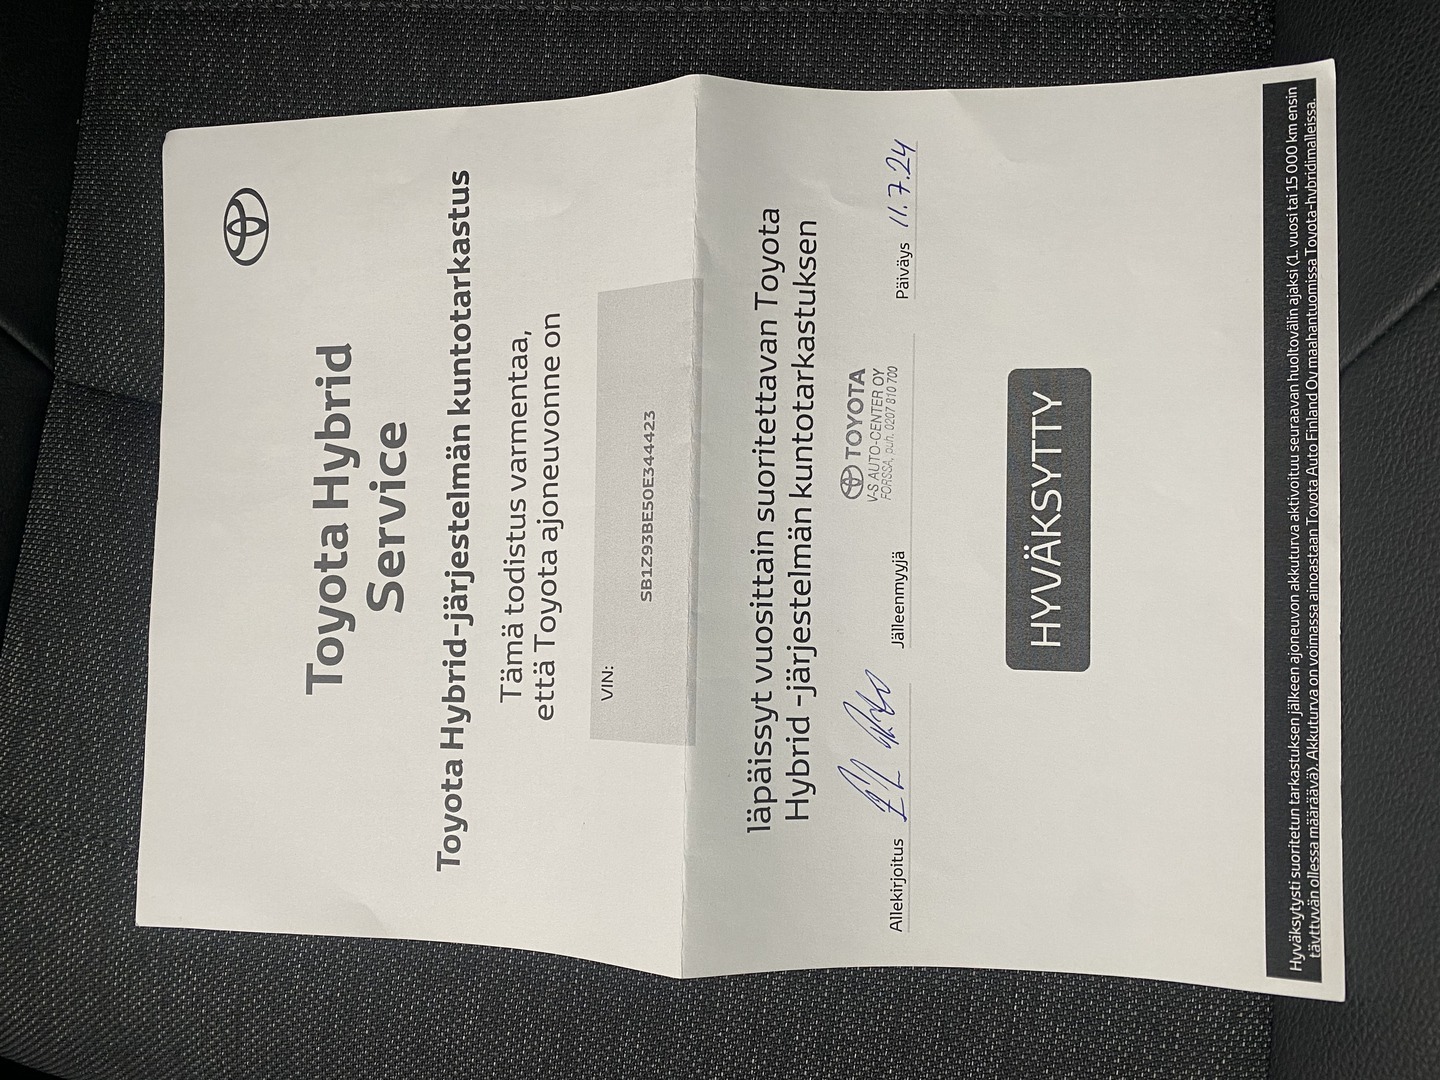 Toyota Hybrid
Service
Toyota Hybrid-järjestelmän kuntotarkastus
Tämä todistus varmentaa,
että Toyota ajoneuvonne on
VIN:
SB1Z93BE50E344423
läpäissyt vuosittain suoritettavan Toyota
Hybrid -järjestelmän kuntotarkastuksen
TOYOTA
V-S AUTO-CENTER OY
FORSSA, puh. 0207 810 700
Allekirjoitus
Jälleenmyyjä
Päiväys 11.7.24
HYVÄKSYTTY
Hyväksytysti suoritetun tarkastuksen jälkeen ajoneuvon akkuturva aktivoituu seuraavan huoltovälin ajaksi (1. vuosi tai 15 000 km ensin
täyttyvän ollessa määräävä). Akkuturva on voimassa ainoastaan Toyota Auto Finland Oy maahantuomissa Toyota-hybridimalleissa.